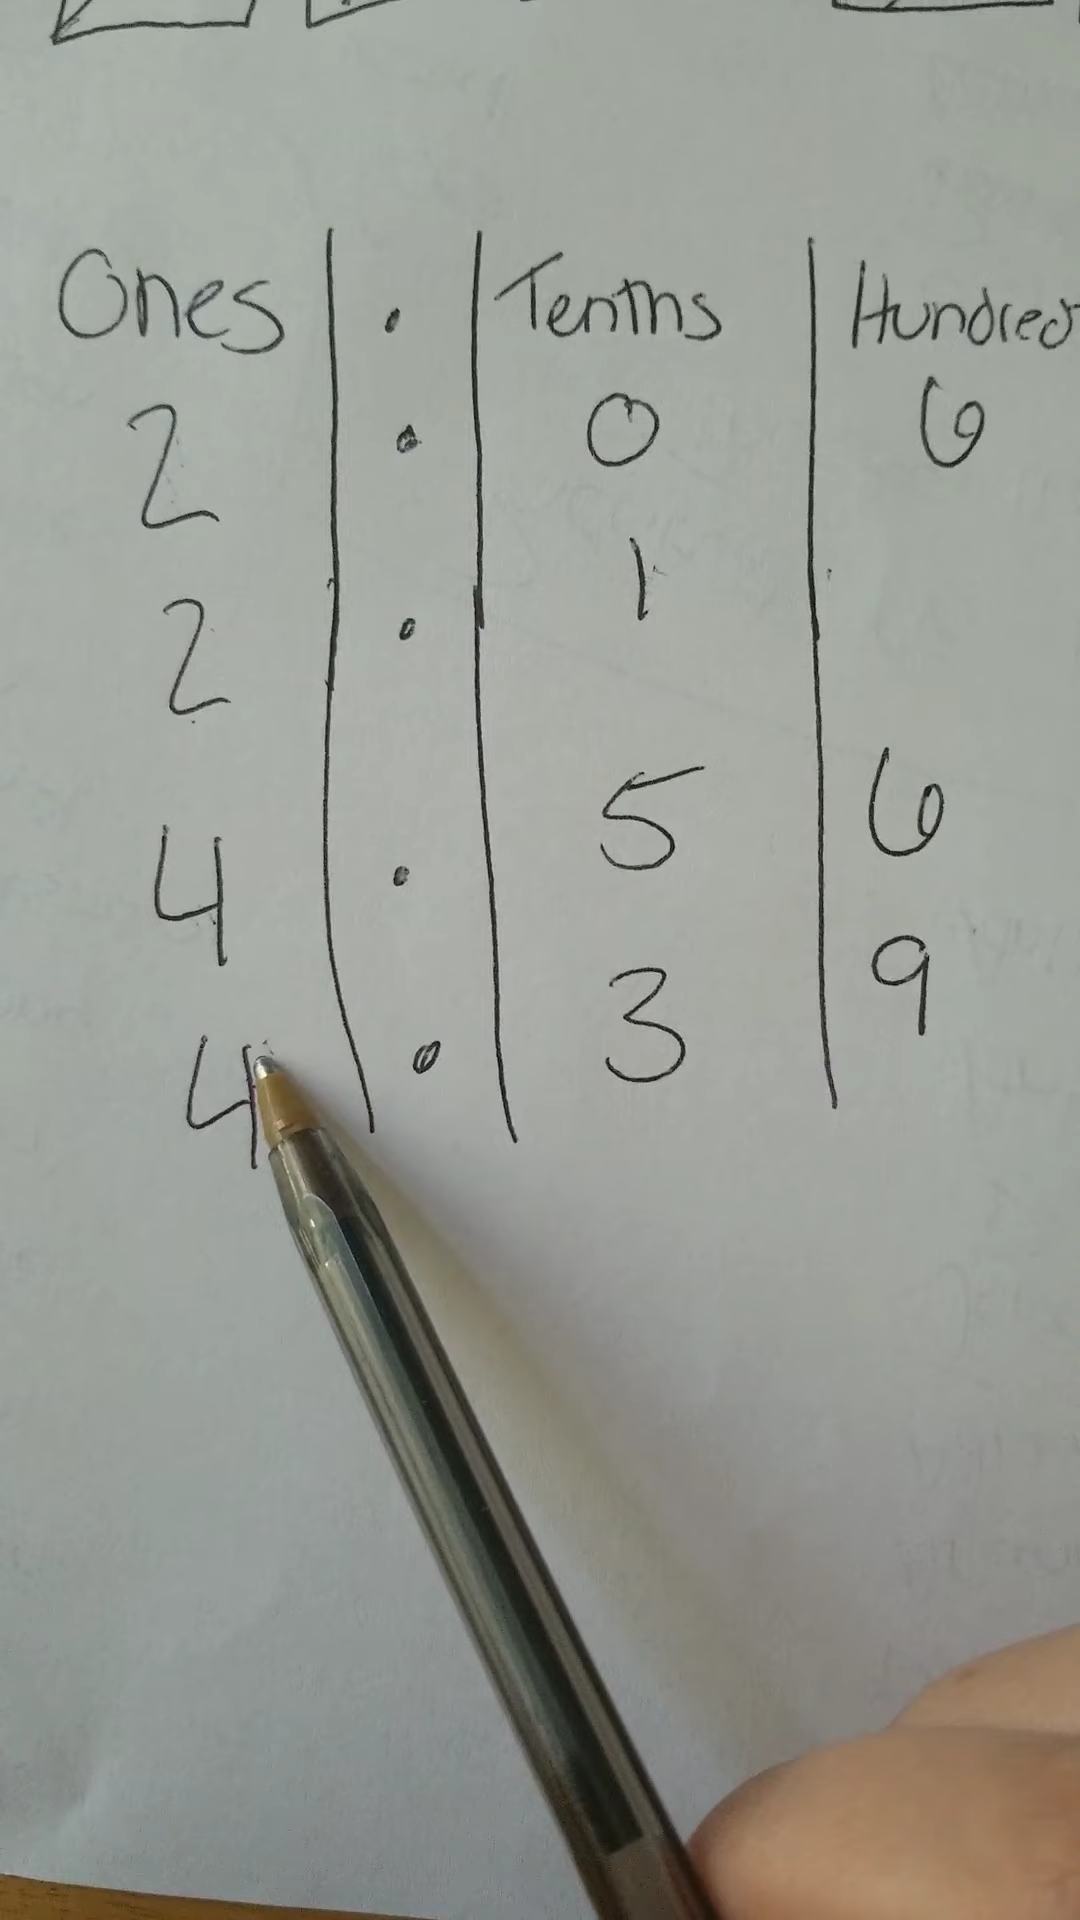 Ones . Tenths Hundred
2 . 0 6
2 . 1
4 . 5 6
4 . 3 9